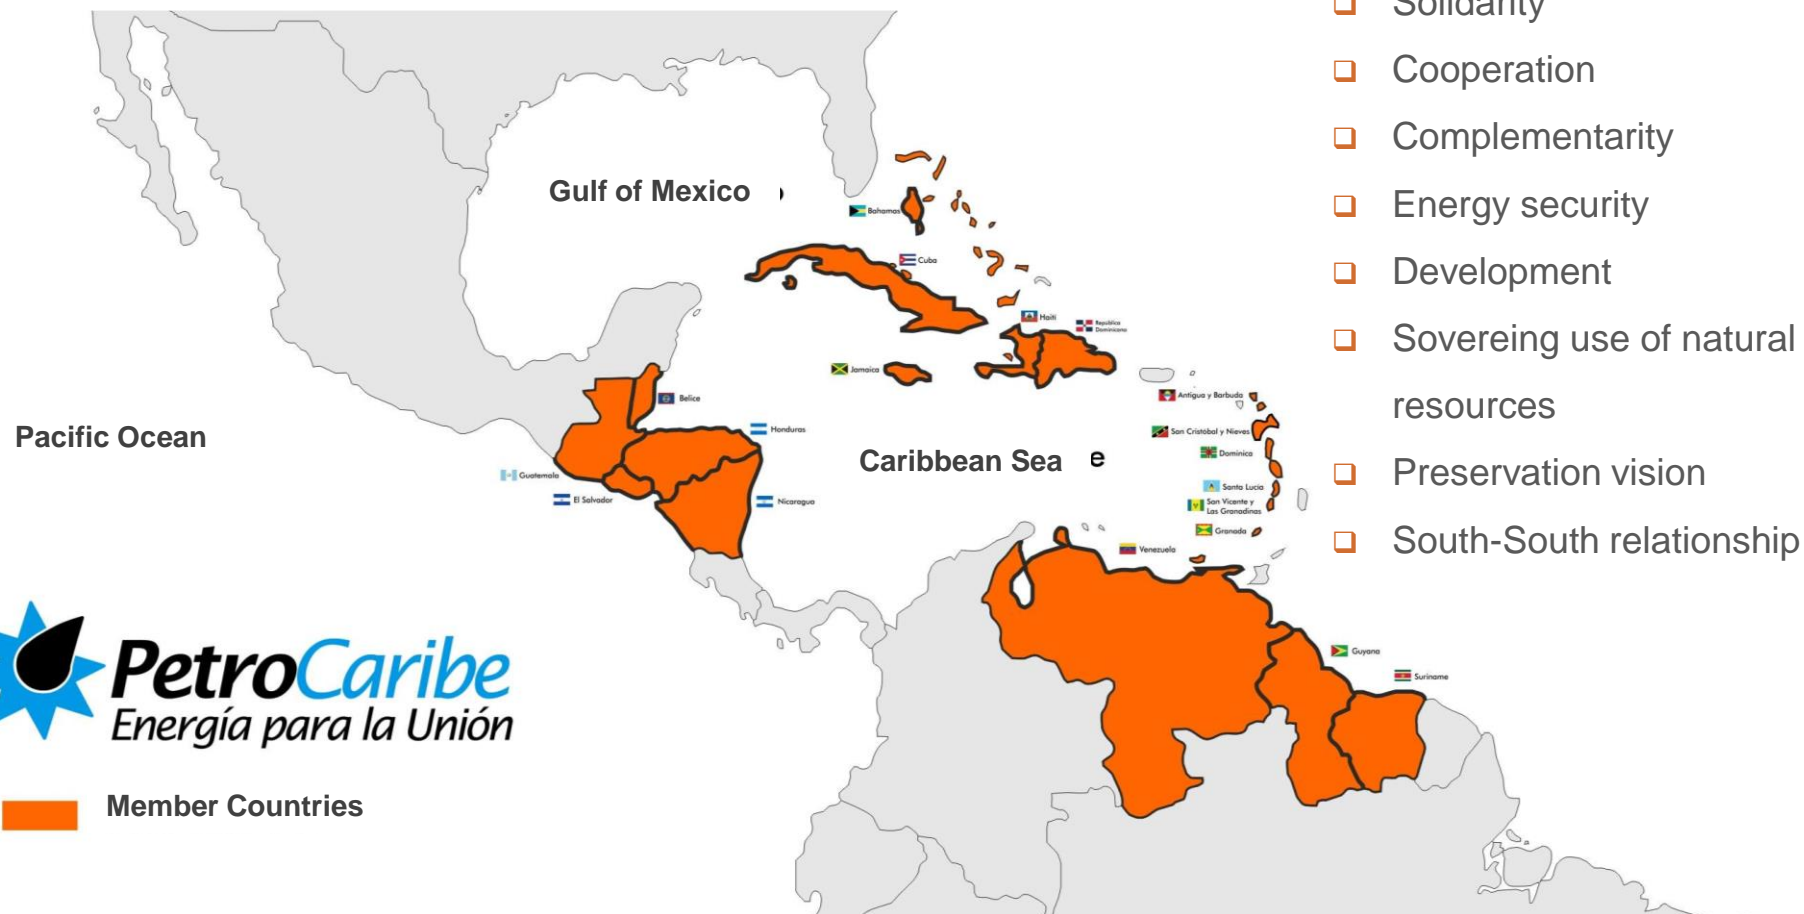 Solidarity
Cooperation
Complementarity
Energy security
Development
Sovereing use of natural
resources
Preservation vision
South-South relationship
Gulf of Mexico
Bahamas
Cuba
Haití
República
Dominicana
Jamaica
Belice
Antigua y Barbuda
Pacific Ocean
Honduras
San Cristóbal y Nieves
Caribbean Sea
e
Dominica
Guatemala
El Salvador
Nicaragua
Santa Lucía
San Vicente y
Las Granadinas
Granada
Venezuela
Guyana
Suriname
PetroCaribe
Energía para la Unión
Member Countries